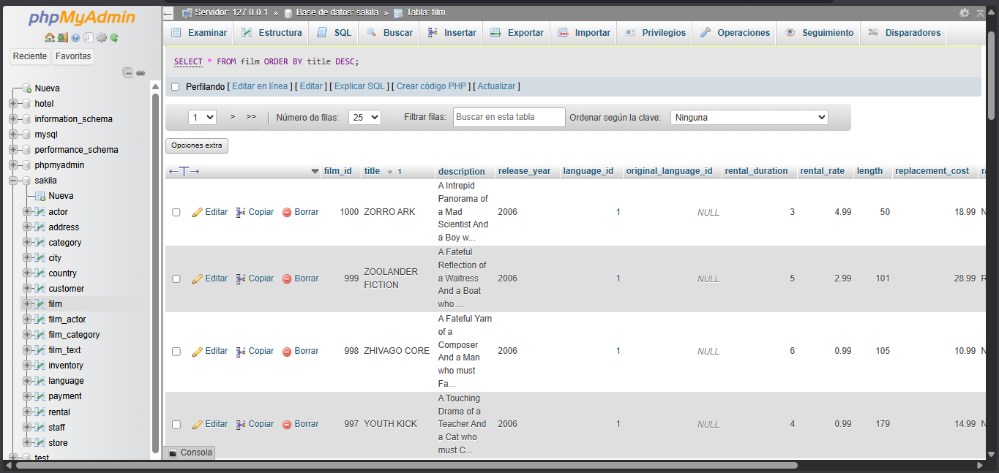 phpMyAdmin
Reciente Favoritas
Nueva
hotel
information_schema
mysql
performance_schema
phpmyadmin
sakila
Nueva
actor
address
category
city
country
customer
film
film_actor
film_category
film_text
inventory
language
payment
rental
staff
store
test
Servidor: 127.0.0.1 » Base de datos: sakila » Tabla: film
Examinar Estructura SQL Buscar Insertar Exportar Importar Privilegios Operaciones Seguimiento Disparadores
SELECT * FROM film ORDER BY title DESC;
Perfilando [ Editar en línea ] [ Editar ] [ Explicar SQL ] [ Crear código PHP ] [ Actualizar ]
1 > >> | Número de filas: 25 Filtrar filas: Buscar en esta tabla Ordenar según la clave: Ninguna
Opciones extra
←T→ film_id title 1 description release_year language_id original_language_id rental_duration rental_rate length replacement_cost
Editar Copiar Borrar 1000 ZORRO ARK
A Intrepid
Panorama of
a Mad
Scientist And
a Boy w...
2006 1 NULL 3 4.99 50 18.99
Editar Copiar Borrar 999
ZOOLANDER
FICTION
A Fateful
Reflection of
a Waitress
And a Boat
who ...
2006 1 NULL 5 2.99 101 28.99
Editar Copiar Borrar 998 ZHIVAGO CORE
A Fateful Yarn
of a
Composer
And a Man
who must
Fa...
2006 1 NULL 6 0.99 105 10.99
Editar Copiar Borrar 997 YOUTH KICK
A Touching
Drama of a
Teacher And
a Cat who
must C...
2006 1 NULL 4 0.99 179 14.99
Consola